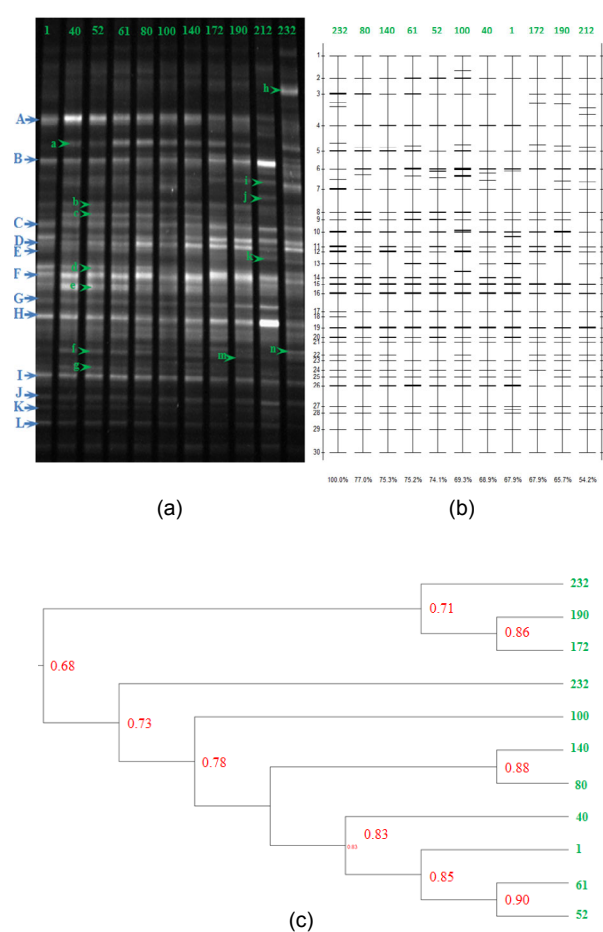 1 40 52 61 80 100 140 172 190 212 232
h
A
a
B
i
j
b
c
C
D
E
k
d
F
e
G
H
f
n
m
g
I
J
K
L
(a)
232 80 140 61 52 100 40 1 172 190 212
1
2
3
4
5
6
7
8
9
10
11
12
13
14
15
16
17
18
19
20
21
22
23
24
25
26
27
28
29
30
100.0% 77.0% 75.3% 75.2% 74.1% 69.3% 68.9% 67.9% 67.9% 65.7% 54.2%
(b)
232
0.71
190
0.86
172
0.68
232
0.73
100
0.78
140
0.88
80
40
0.83
0.83
1
0.85
61
0.90
52
(c)